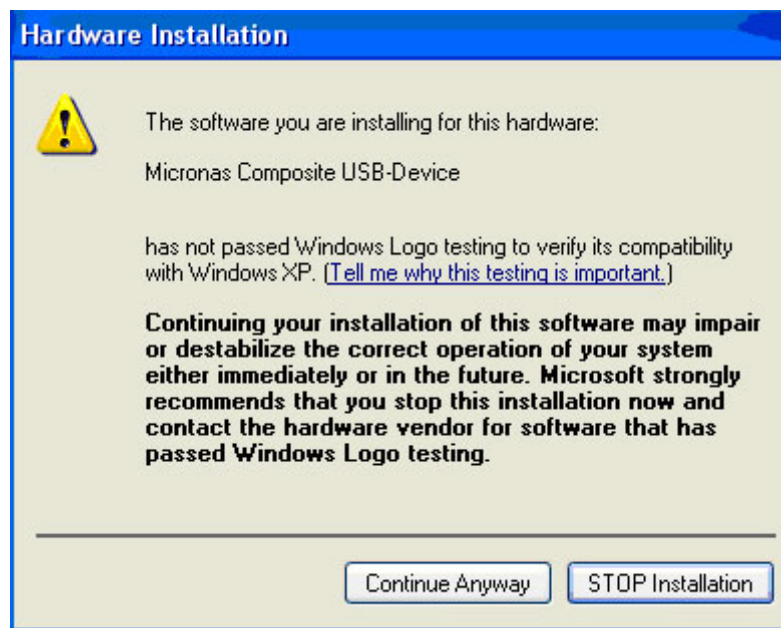 Hardware Installation
The software you are installing for this hardware:
Micronas Composite USB-Device
has not passed Windows Logo testing to verify its compatibility
with Windows XP. (Tell me why this testing is important.)
Continuing your installation of this software may impair
or destabilize the correct operation of your system
either immediately or in the future. Microsoft strongly
recommends that you stop this installation now and
contact the hardware vendor for software that has
passed Windows Logo testing.
Continue Anyway
STOP Installation